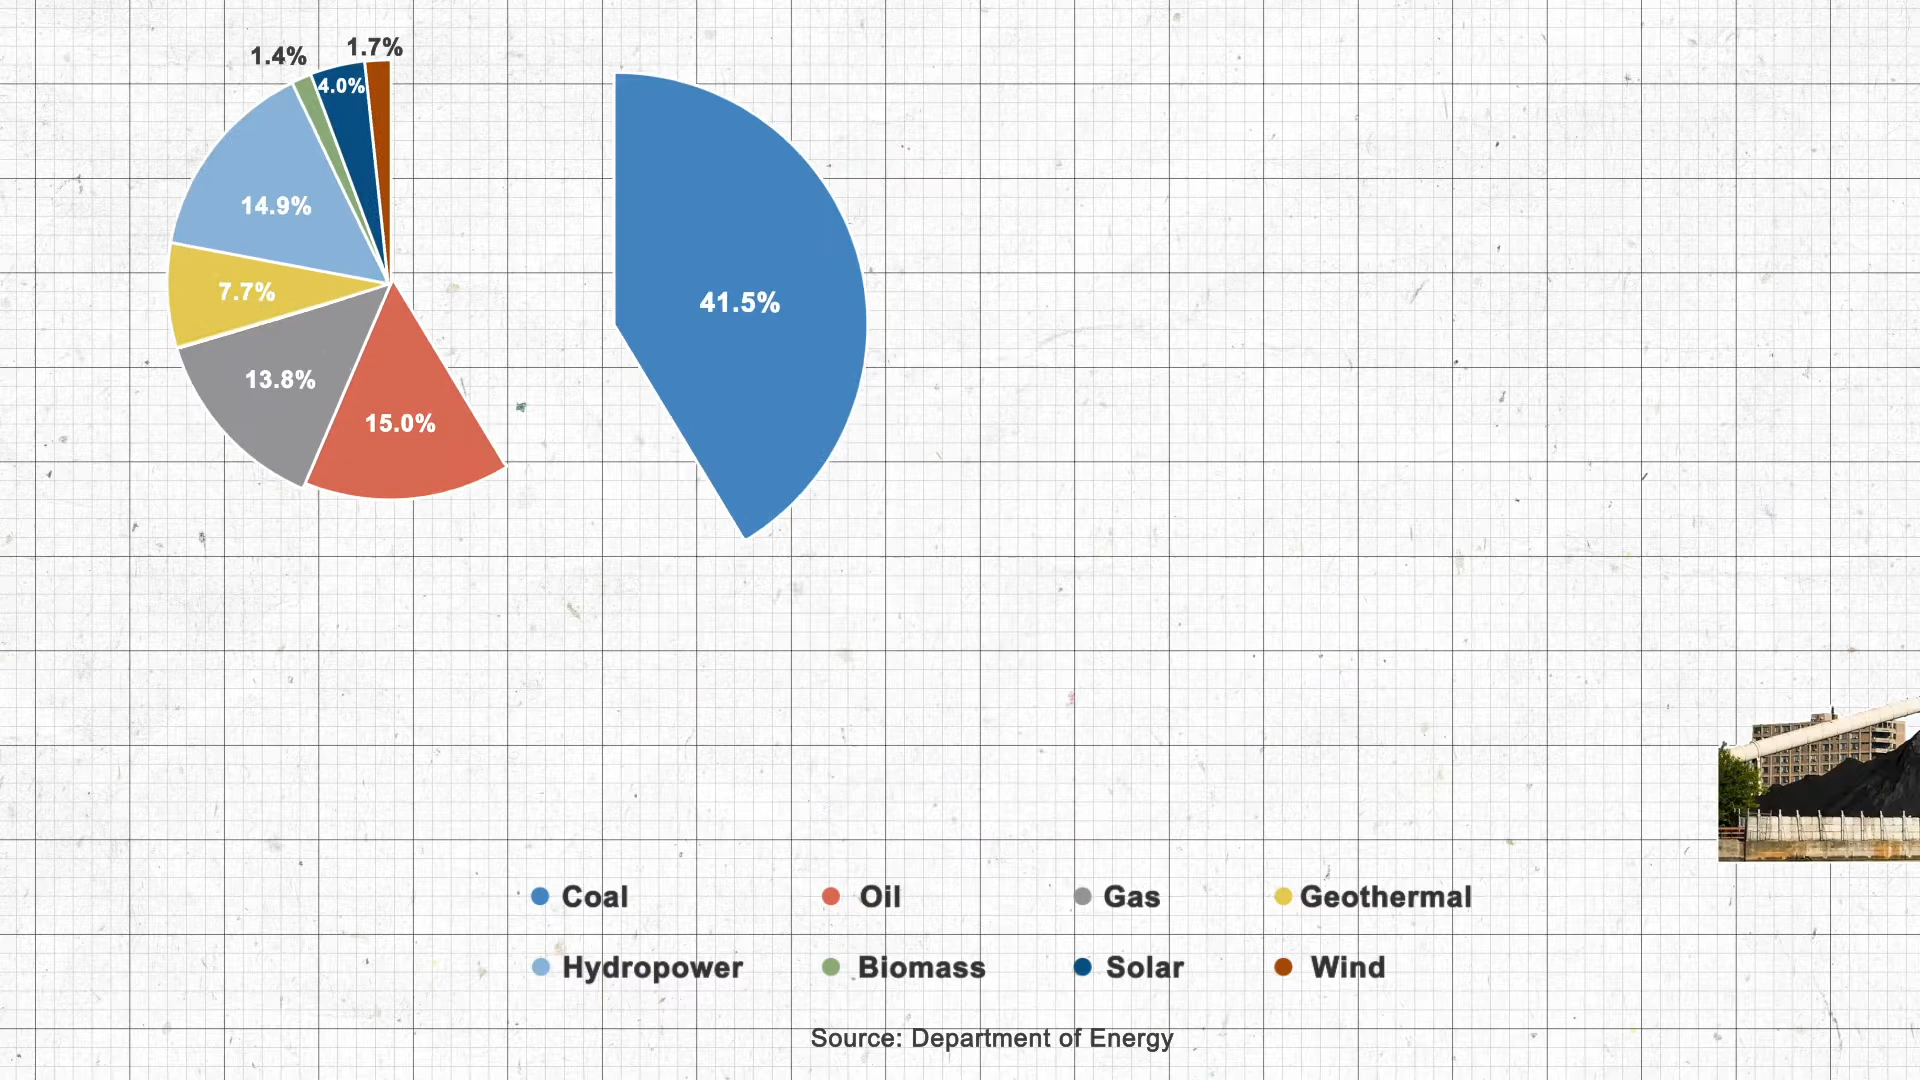 1.4%
1.7%
4.0%
14.9%
7.7%
13.8%
15.0%
41.5%
Coal
Oil
Gas
Geothermal
Hydropower
Biomass
Solar
Wind
Source: Department of Energy